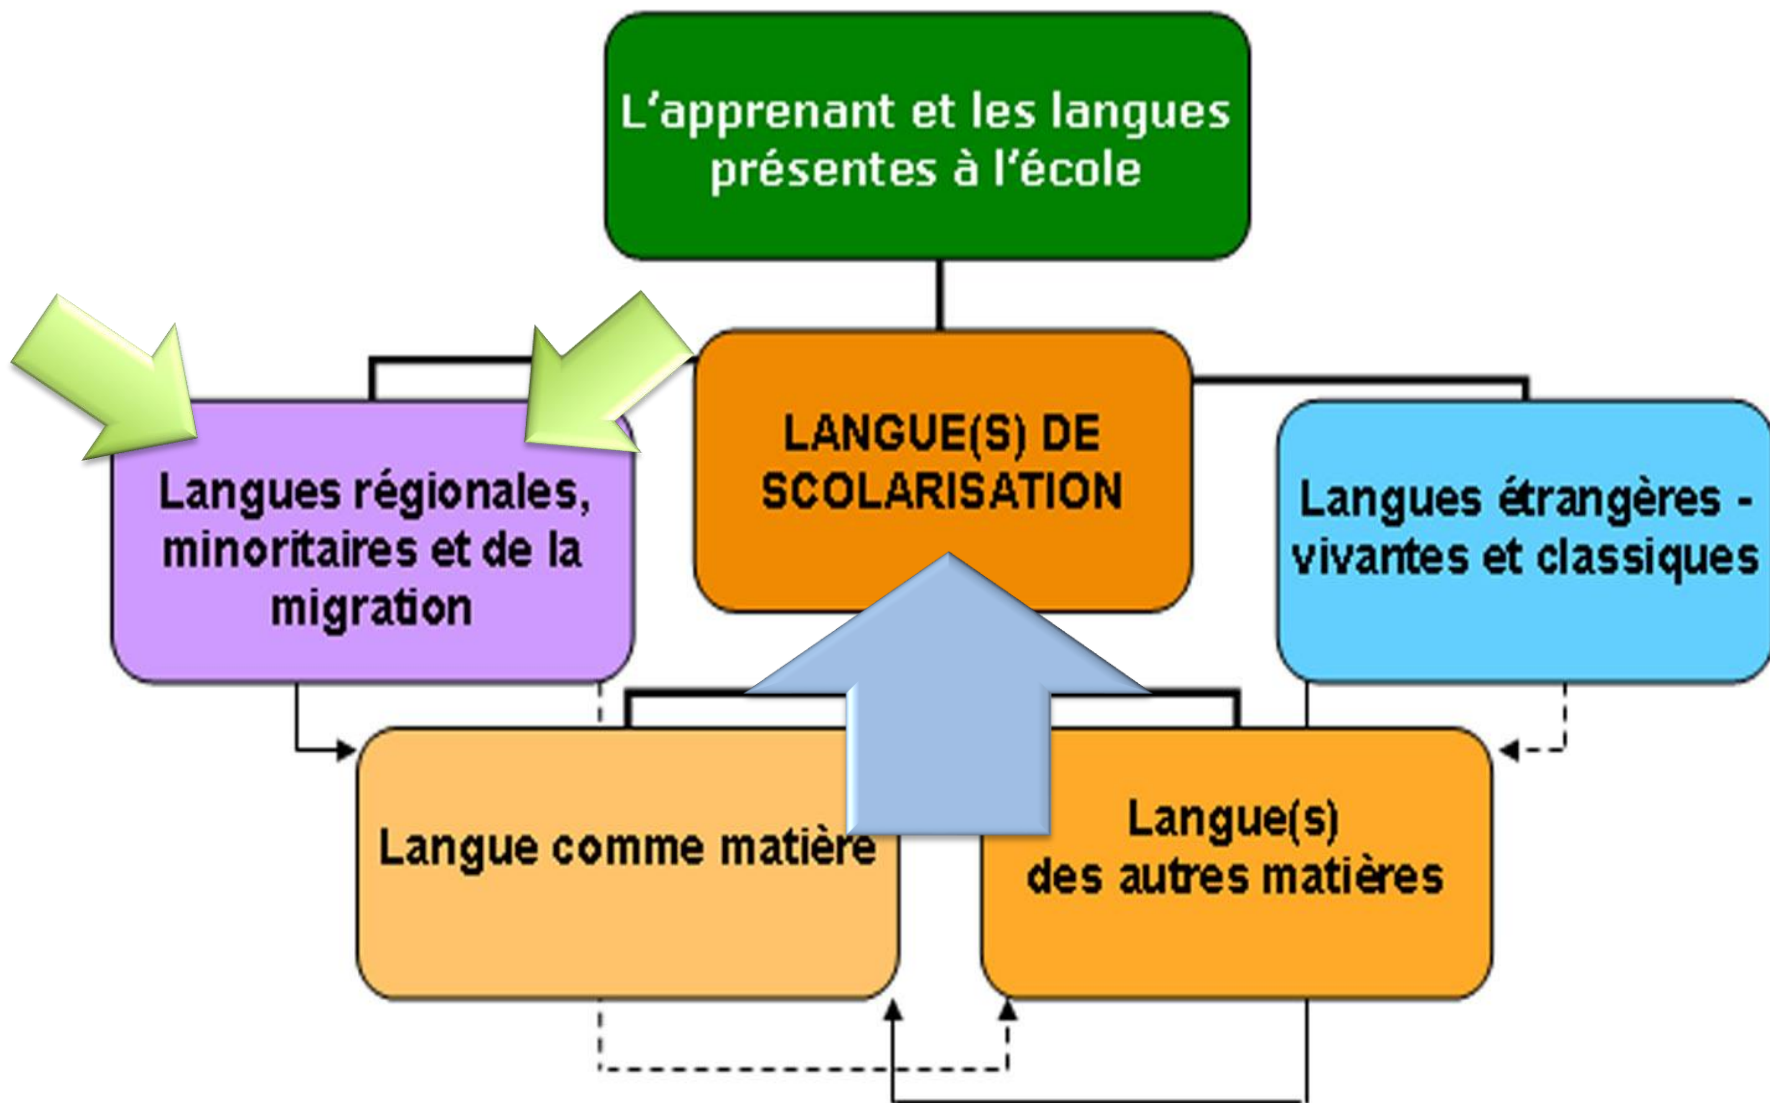 L'apprenant et les langues
présentes à l'école
LANGUE(S) DE
SCOLARISATION
Langues régionales,
minoritaires et de la
migration
Langues étrangères -
vivantes et classiques
Langue comme matière
Langue(s)
des autres matières